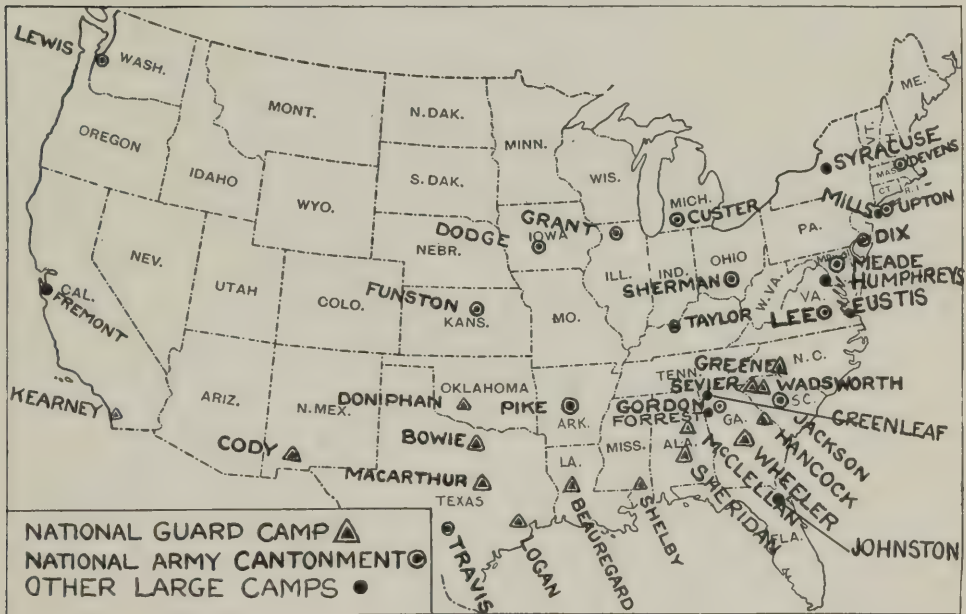 LEWIS
WASH.
MONT.
N. DAK.
MINN.
ME.
OREGON
IDAHO
S. DAK.
WIS.
MICH.
VT.
SYRACUSE
MASS
DEVENS
CT.
R.I
WYO.
CUSTER
MILLS
UPTON
DODGE
IOWA
GRANT
NEBR.
PA.
DIX
NEV.
UTAH
COLO.
FUNSTON
KANS.
ILL.
IND.
OHIO
SHERMAN
W. VA.
MEADE
HUMPHREYS
VA.
EUSTIS
LEE
CAL.
FREMONT
MO.
TAYLOR
KEARNEY
ARIZ.
N. MEX.
OKLAHOMA
DONIPHAN
PIKE
ARK.
TENN.
GREENE
N.C.
SEVIER
WADSWORTH
S.C.
GORDON
FORREST
GA.
GREENLEAF
JACKSON
HANCOCK
WHEELER
McCLELLAN
SHERIDAN
CODY
BOWIE
MACARTHUR
TEXAS
LA.
MISS.
ALA.
FLA.
JOHNSTON
TRAVIS
LOGAN
BEAUREGARD
SHELBY
NATIONAL GUARD CAMP
NATIONAL ARMY CANTONMENT
OTHER LARGE CAMPS